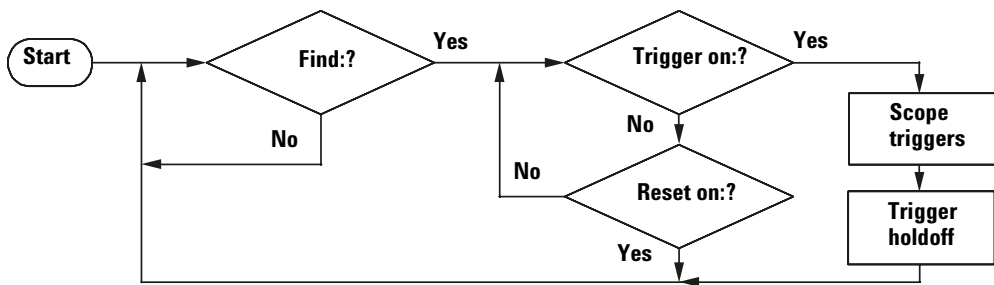 Start
Find:?
Yes
No
Trigger on:?
Yes
No
Reset on:?
No
Yes
Scope
triggers
Trigger
holdoff